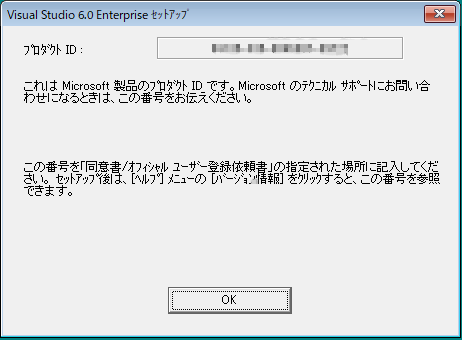 Visual Studio 6.0 Enterprise ｾｯﾄｱｯﾌﾟ
ﾌﾟﾛﾀﾞｸﾄ ID :
これは Microsoft 製品のﾌﾟﾛﾀﾞｸﾄ ID です。Microsoft のﾃｸﾆｶﾙ ｻﾎﾟｰﾄにお問い合
わせになるときは、この番号をお伝えください。
この番号を「同意書/ｵﾌｨｼｬﾙ ﾕｰｻﾞｰ登録依頼書」の指定された場所に記入してくだ
さい。ｾｯﾄｱｯﾌﾟ後は、[ﾍﾙﾌﾟ] ﾒﾆｭｰの [ﾊﾞｰｼﾞｮﾝ情報] をｸﾘｯｸすると、この番号を参照
できます。
OK